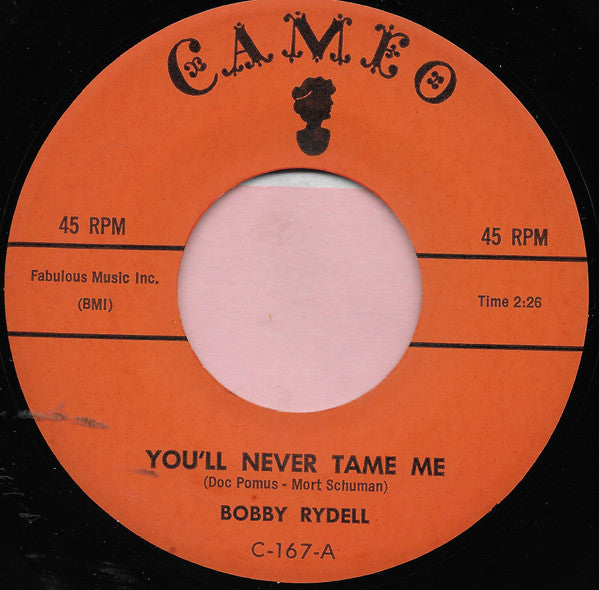 CAMEO
45 RPM
45 RPM
Fabulous Music Inc.
(BMI)
Time 2:26
YOU'LL NEVER TAME ME
(Doc Pomus - Mort Schuman)
BOBBY RYDELL
C-167-A